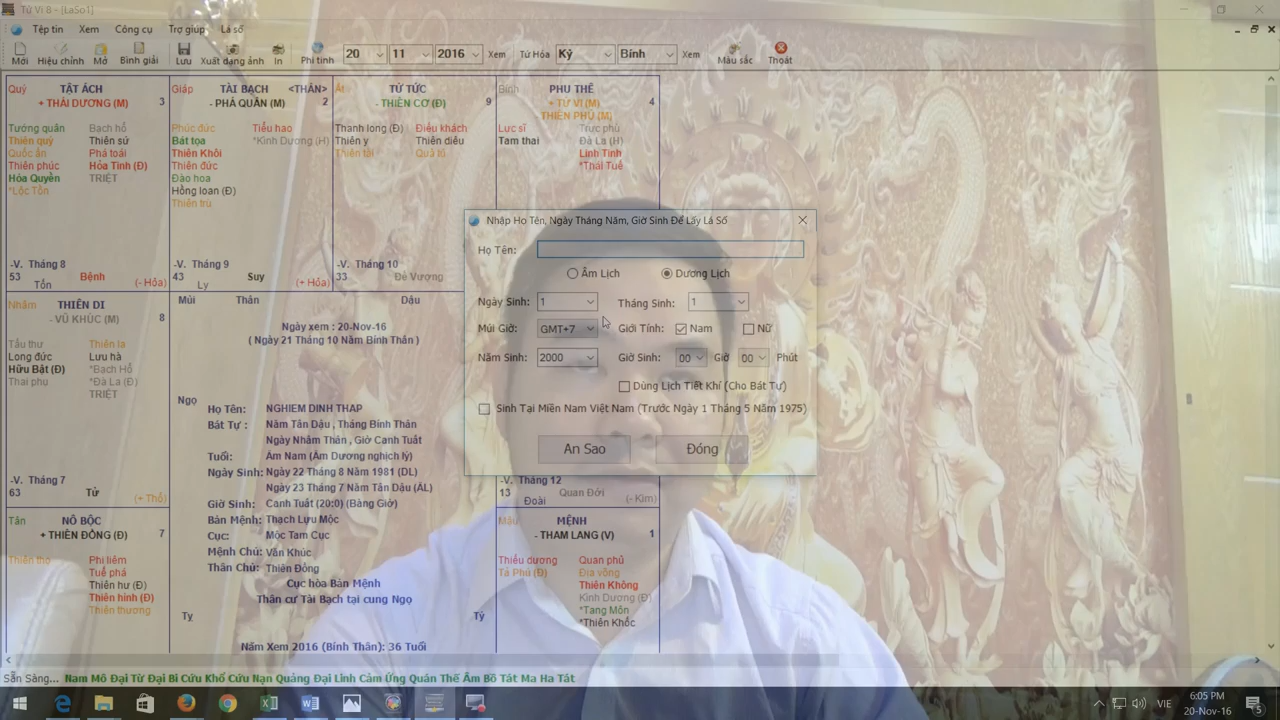 Tử Vi 8 - [LaSo1]
Tệp tin Xem Công cụ Trợ giúp Lá số
Mới Hiệu chỉnh Mở Bình giải Lưu Xuất dạng ảnh In Phi tinh 20 11 2016 Xem Tứ Hóa Kỷ Bính Xem Màu sắc Thoát
Quý TẬT ÁCH 3
+ THÁI DƯƠNG (M)
Tướng quân Bạch hổ
Thiên quý Thiên sứ
Quốc ấn Phá toái
Thiên phúc Hỏa Tinh (Đ)
Hóa Quyền TRIỆT
*Lộc Tồn
-V. Tháng 8
53 Tốn Bệnh (- Hỏa)
Giáp TÀI BẠCH <THÂN> 2
- PHÁ QUÂN (M)
Phúc đức Tiểu hao
Bát tọa *Kình Dương (H)
Thiên Khôi
Thiên đức
Đào hoa
Hồng loan (Đ)
Thiên trù
-V. Tháng 9
43 Ly Suy (+ Hỏa)
Ất TỬ TỨC 9
- THIÊN CƠ (Đ)
Thanh long (Đ) Điếu khách
Thiên y Thiên diêu
Thiên tài Quả tú
-V. Tháng 10
33 Đế Vượng
Bính PHU THÊ 4
+ TỬ VI (M)
- THIÊN PHỦ (M)
Lực sĩ Trực phù
Tam thai Đà La (H)
Linh Tinh
*Thái Tuế
Nhập Họ Tên, Ngày Tháng Năm, Giờ Sinh Để Lấy Lá Số
Họ Tên:
Âm Lịch Dương Lịch
Ngày Sinh: 1 Tháng Sinh: 1
Múi Giờ: GMT+7 Giới Tính: Nam Nữ
Năm Sinh: 2000 Giờ Sinh: 00 Giờ 00 Phút
Dùng Lịch Tiết Khí (Cho Bát Tự)
Sinh Tại Miền Nam Việt Nam (Trước Ngày 1 Tháng 5 Năm 1975)
An Sao Đóng
Nhâm THIÊN DI 8
- VŨ KHÚC (M)
Tấu thư Thiên la
Long đức Lưu hà
Hữu Bật (Đ) *Bạch Hổ
Thai phụ *Đà La (Đ)
TRIỆT
-V. Tháng 7
63 Tử (+ Thổ)
Mùi Thân Dậu
Ngày xem : 20-Nov-16
( Ngày 21 Tháng 10 Năm Bính Thân )
Ngọ
Họ Tên: NGHIEM DINH THAP
Bát Tự : Năm Tân Dậu , Tháng Bính Thân
Ngày Nhâm Thân , Giờ Canh Tuất
Tuổi: Âm Nam (Âm Dương nghịch lý)
Ngày Sinh: Ngày 22 Tháng 8 Năm 1981 (DL)
Ngày 23 Tháng 7 Năm Tân Dậu (ÂL)
Giờ Sinh: Canh Tuất (20:0) (Bảng Giờ)
Bản Mệnh: Thạch Lựu Mộc
Cục: Mộc Tam Cục
Mệnh Chủ: Văn Khúc
Thân Chủ: Thiên Đồng
Cục hòa Bản Mệnh
Thân cư Tài Bạch tại cung Ngọ
Tỵ Tý
Năm Xem 2016 (Bính Thân): 36 Tuổi
-V. Tháng 12
13 Đoài Quan Đới (- Kim)
Tân NÔ BỘC 7
+ THIÊN ĐỒNG (Đ)
Thiên thọ Phi liêm
Tuế phá
Thiên hư (Đ)
Thiên hình (Đ)
Thiên thương
Mậu MỆNH 1
- THAM LANG (V)
Thiếu dương Quan phủ
Tả Phù (Đ) Địa võng
Thiên Không
Kình Dương (Đ)
*Tang Môn
*Thiên Khốc
Sẵn Sàng... Nam Mô Đại Từ Đại Bi Cứu Khổ Cứu Nạn Quảng Đại Linh Cảm Ứng Quán Thế Âm Bồ Tát Ma Ha Tát
VIE 6:05 PM
20-Nov-16 5